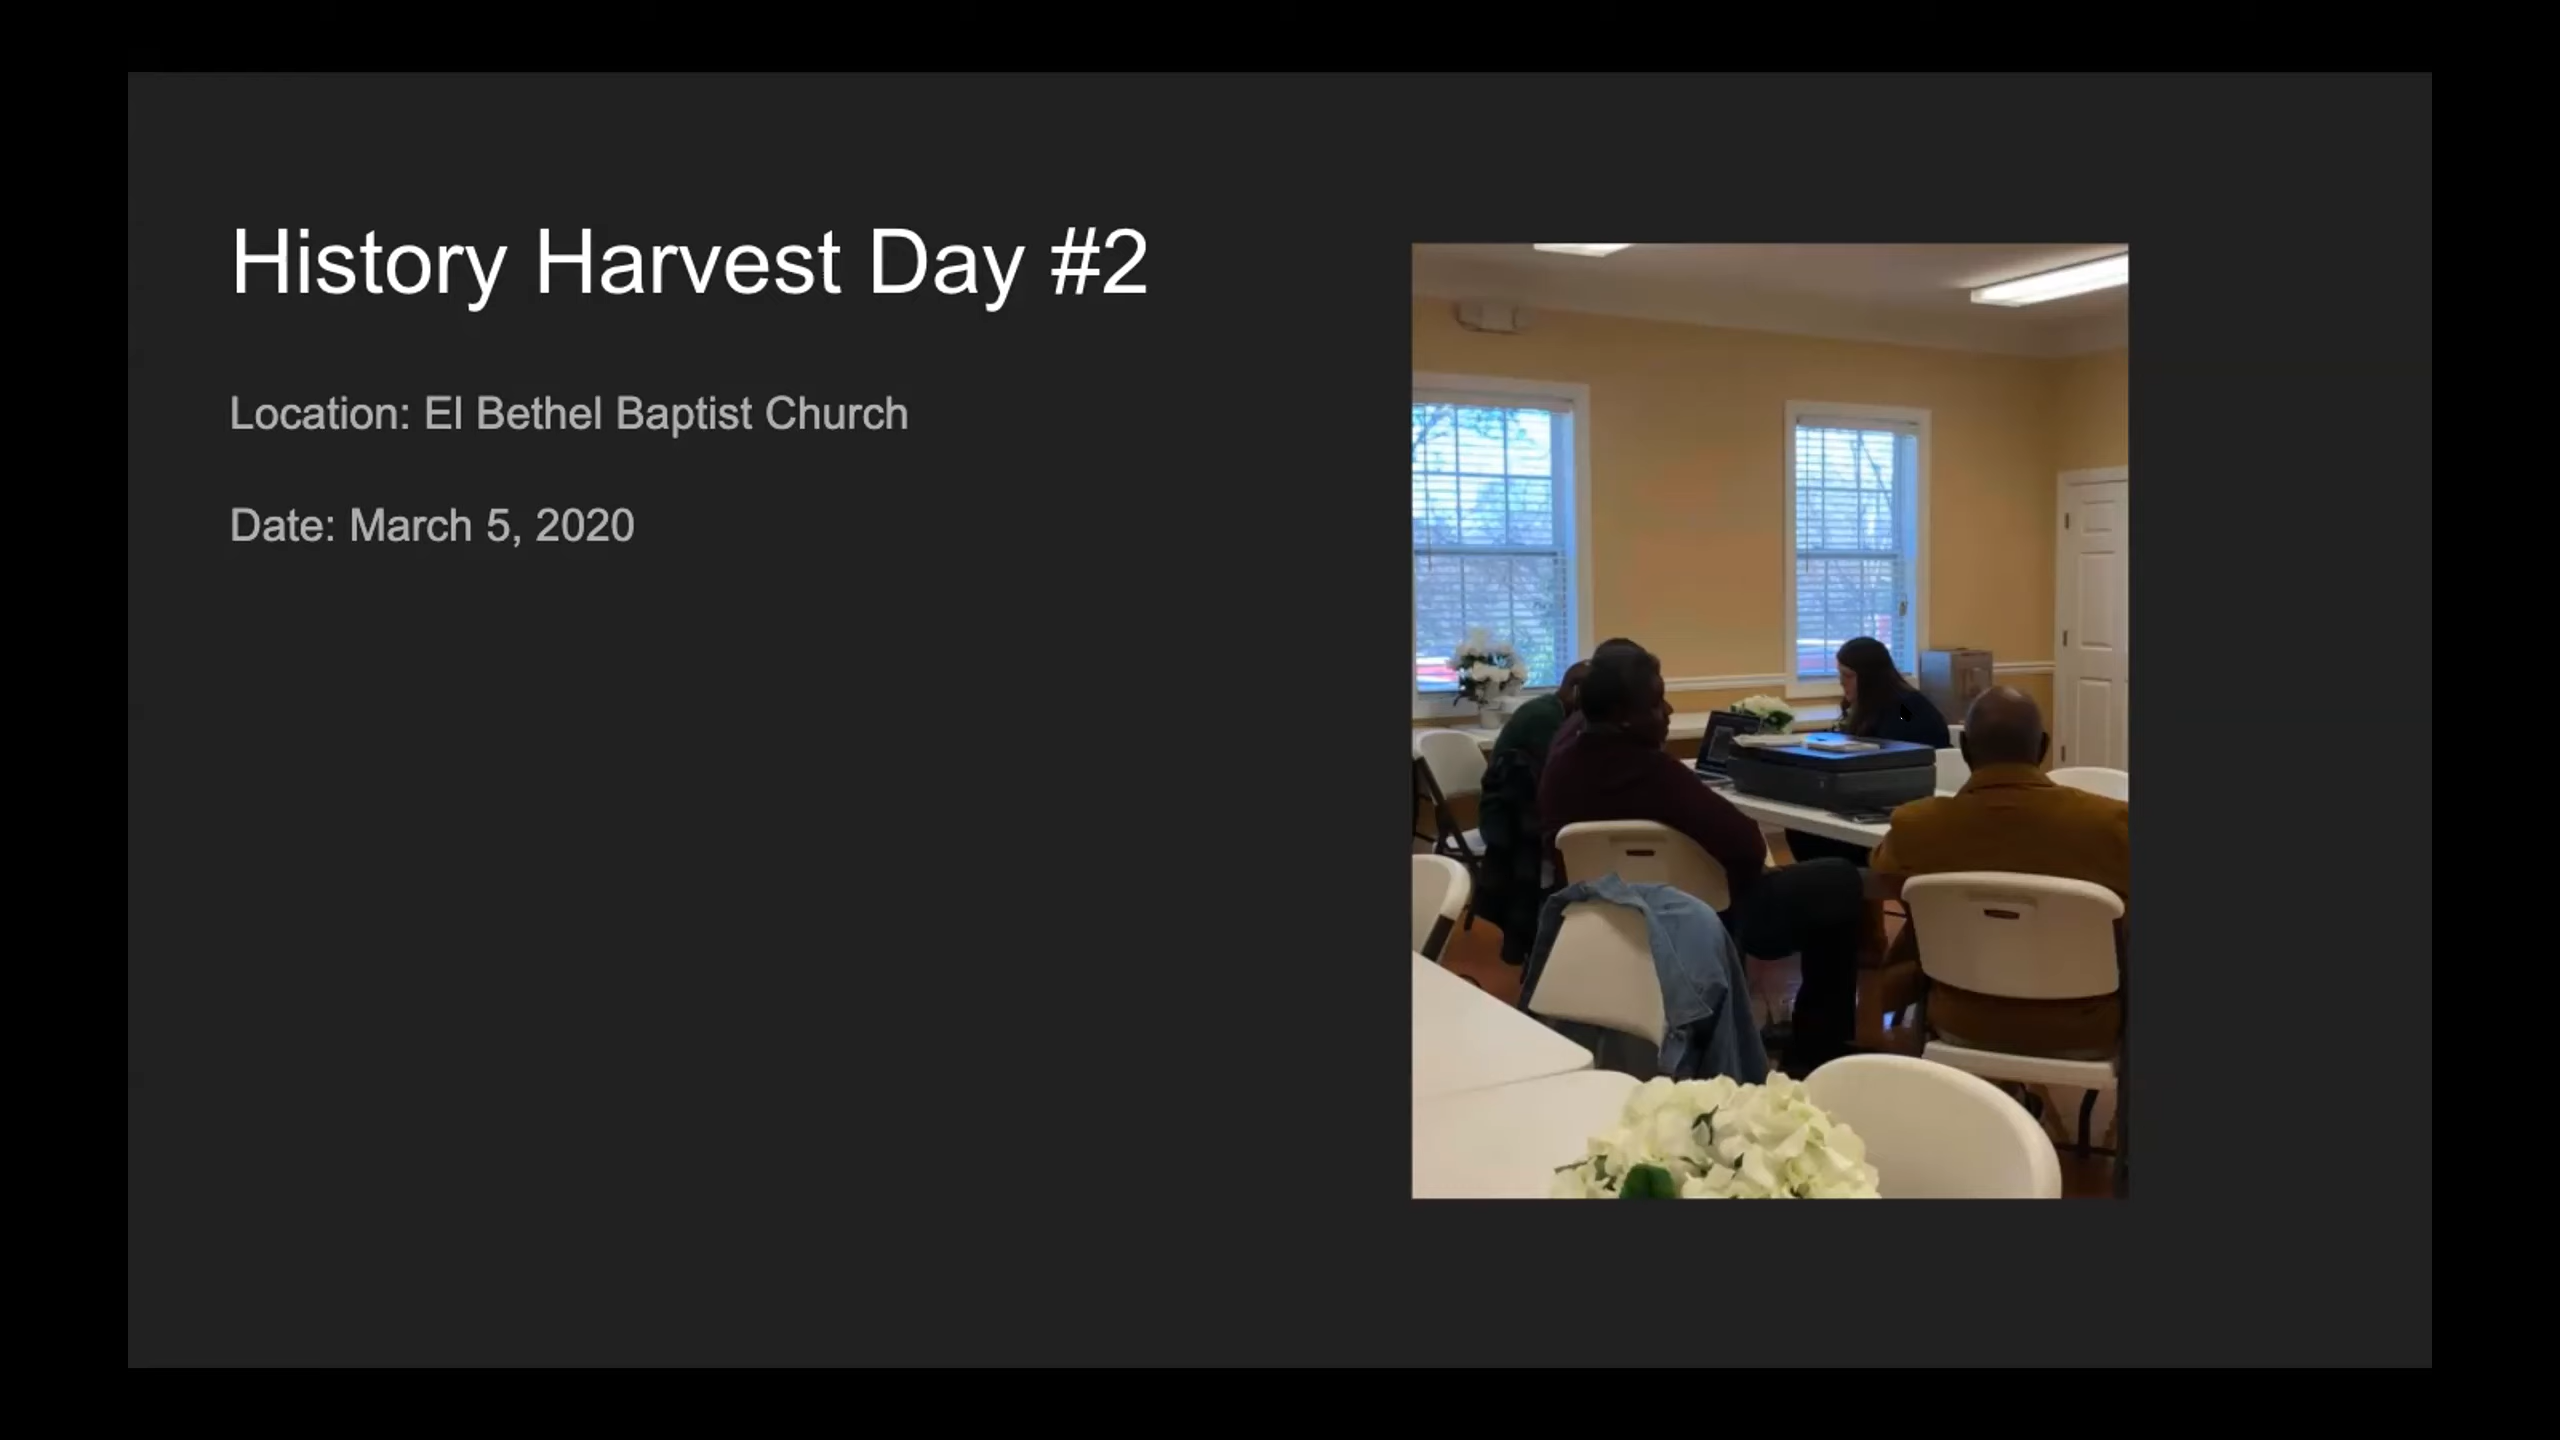 History Harvest Day #2
Location: El Bethel Baptist Church
Date: March 5, 2020